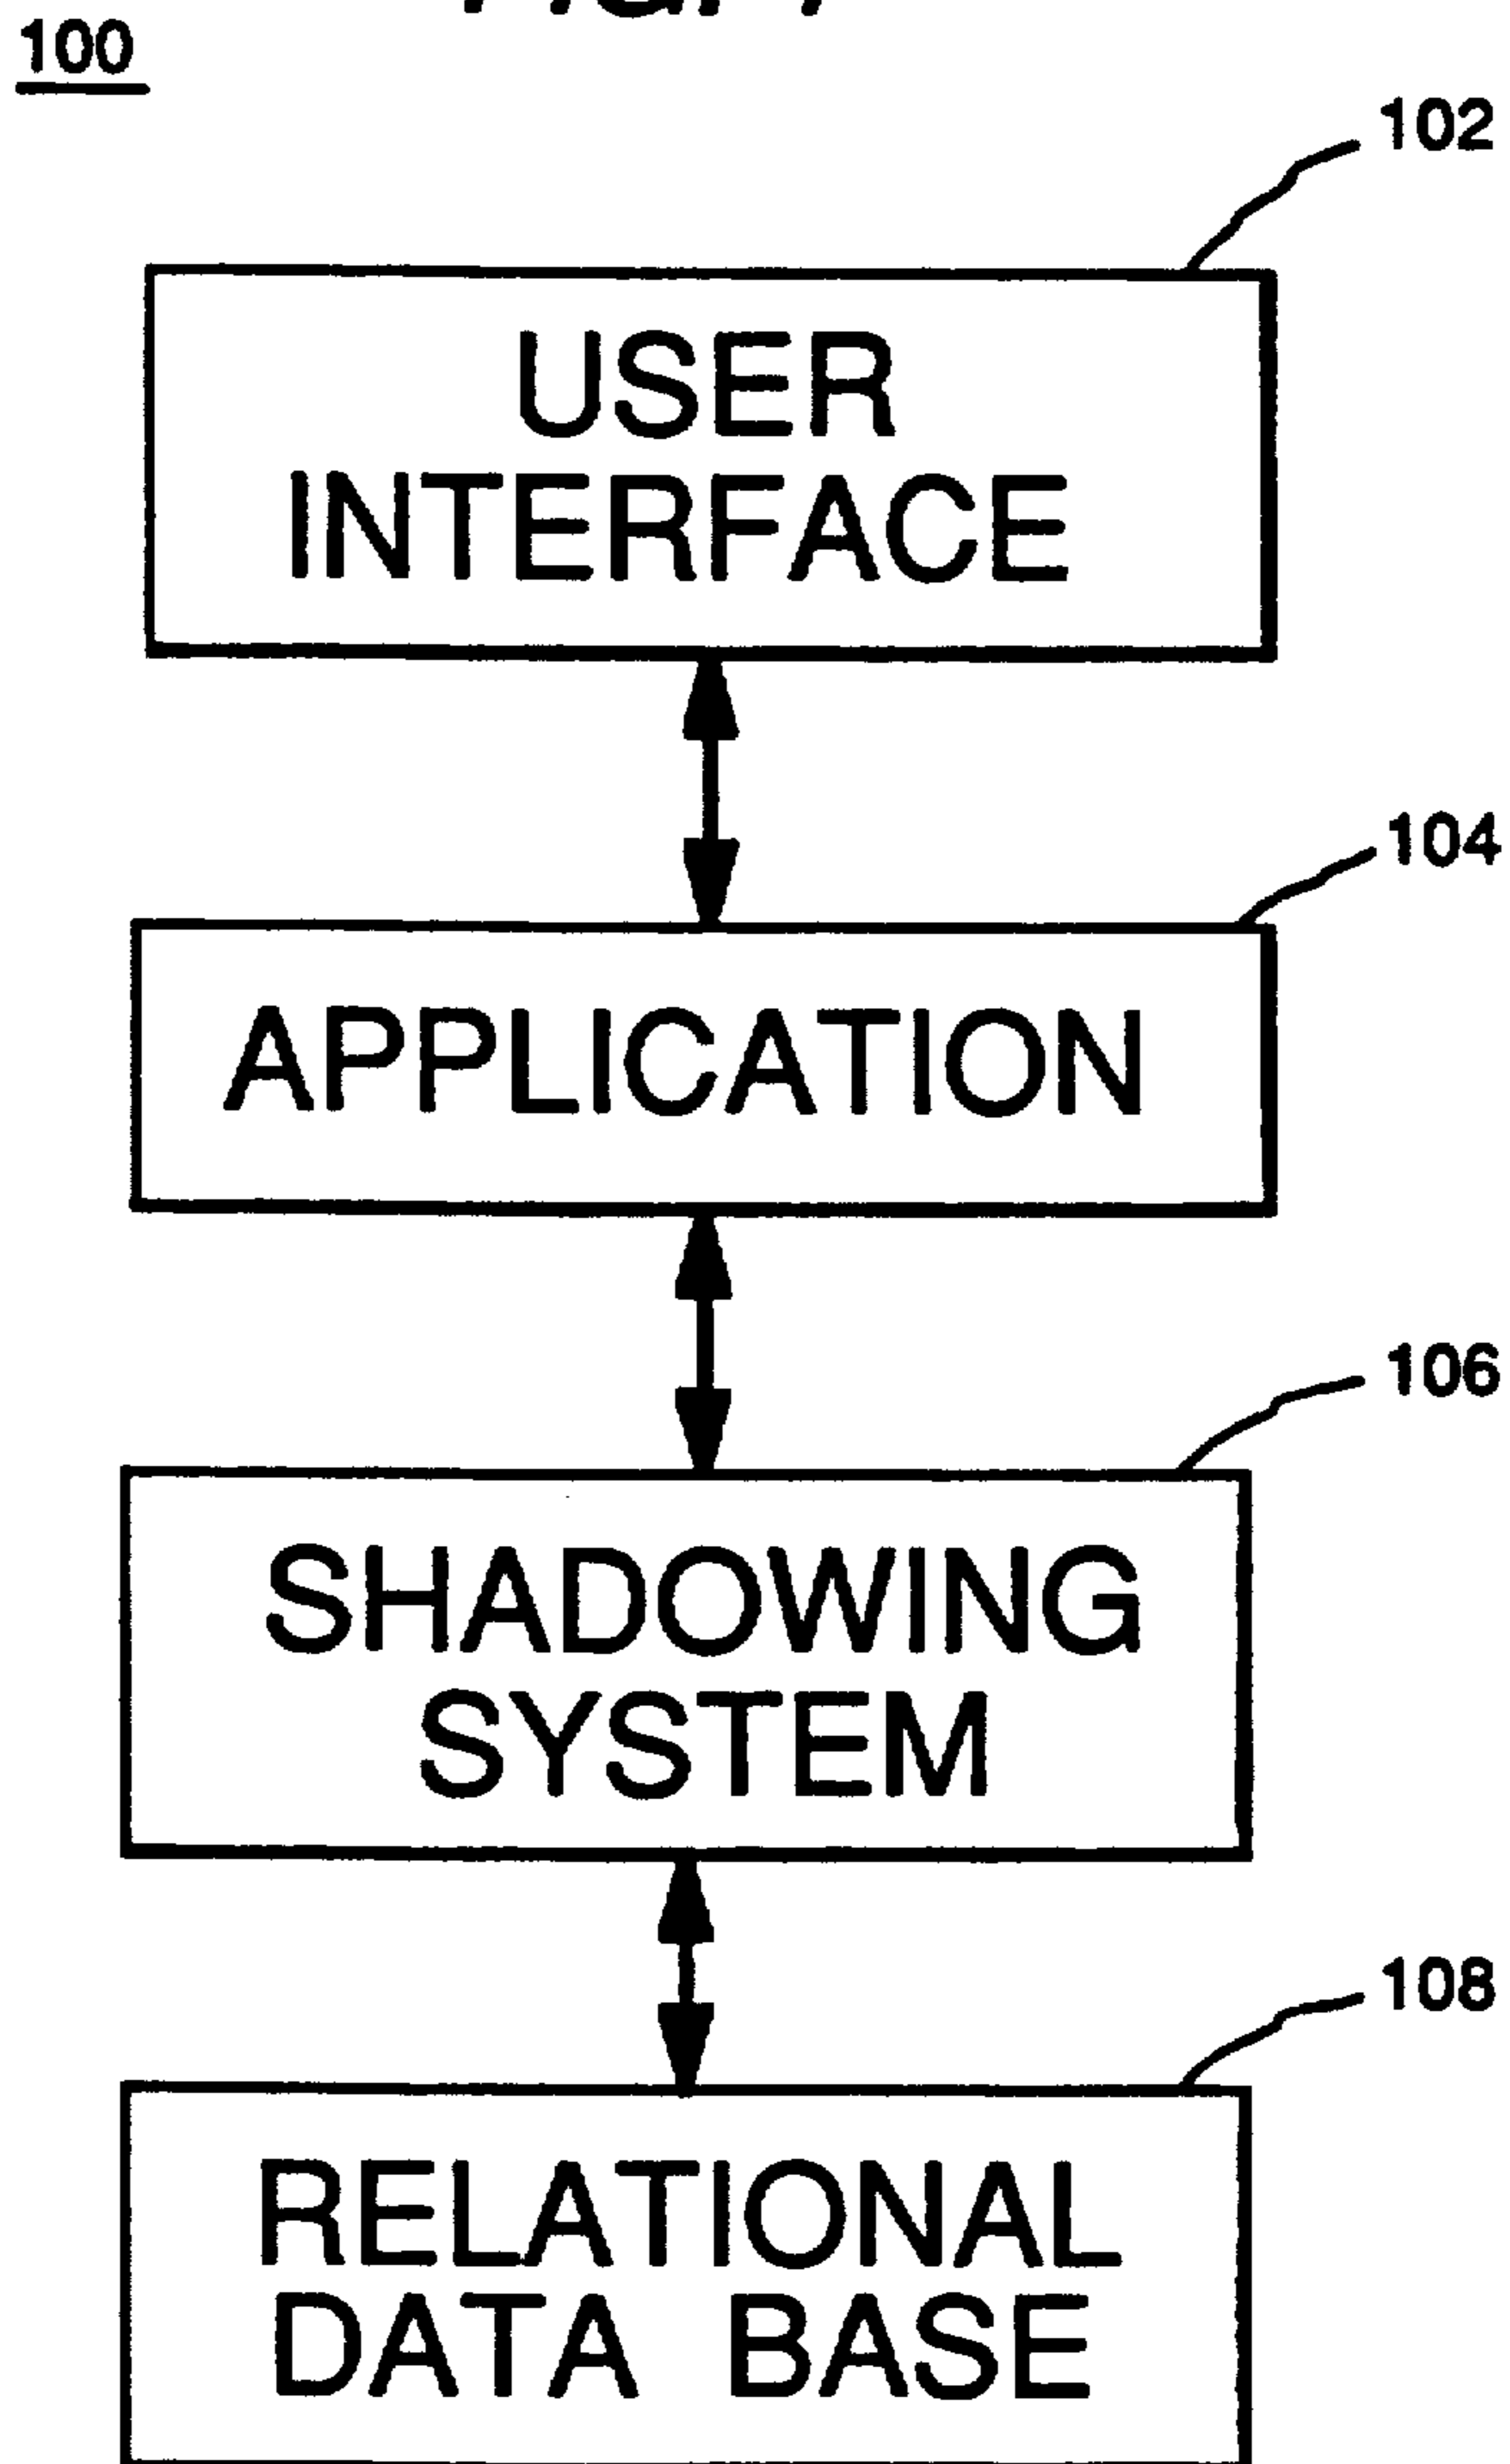 100
102
USER
INTERFACE
104
APPLICATION
106
SHADOWING
SYSTEM
108
RELATIONAL
DATA BASE